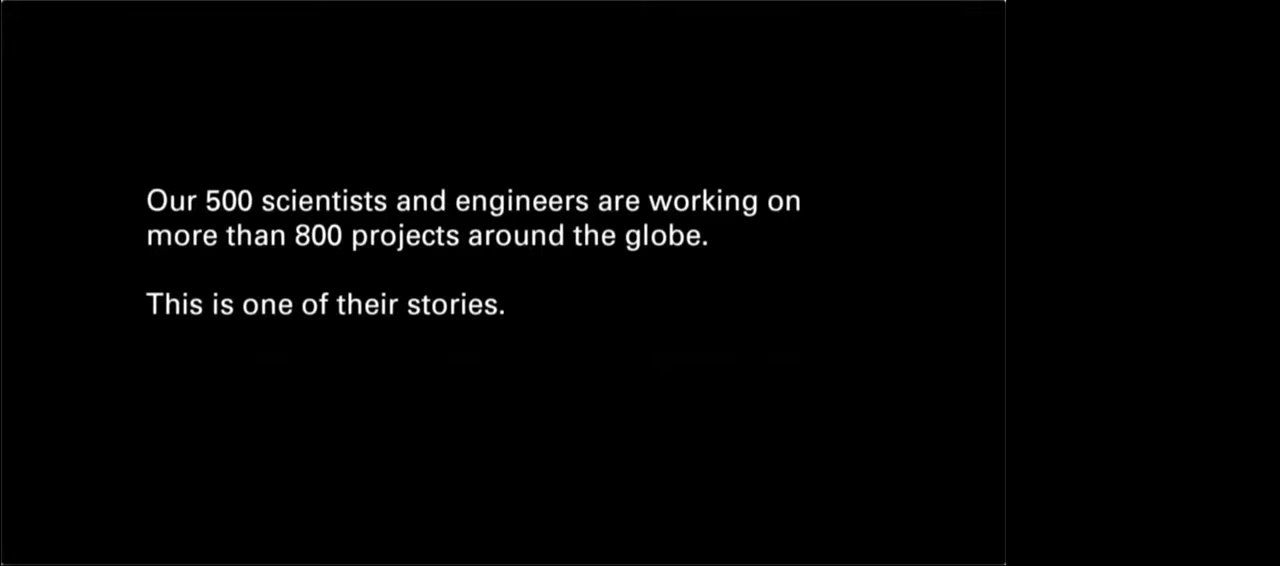 Our 500 scientists and engineers are working on
more than 800 projects around the globe.
This is one of their stories.